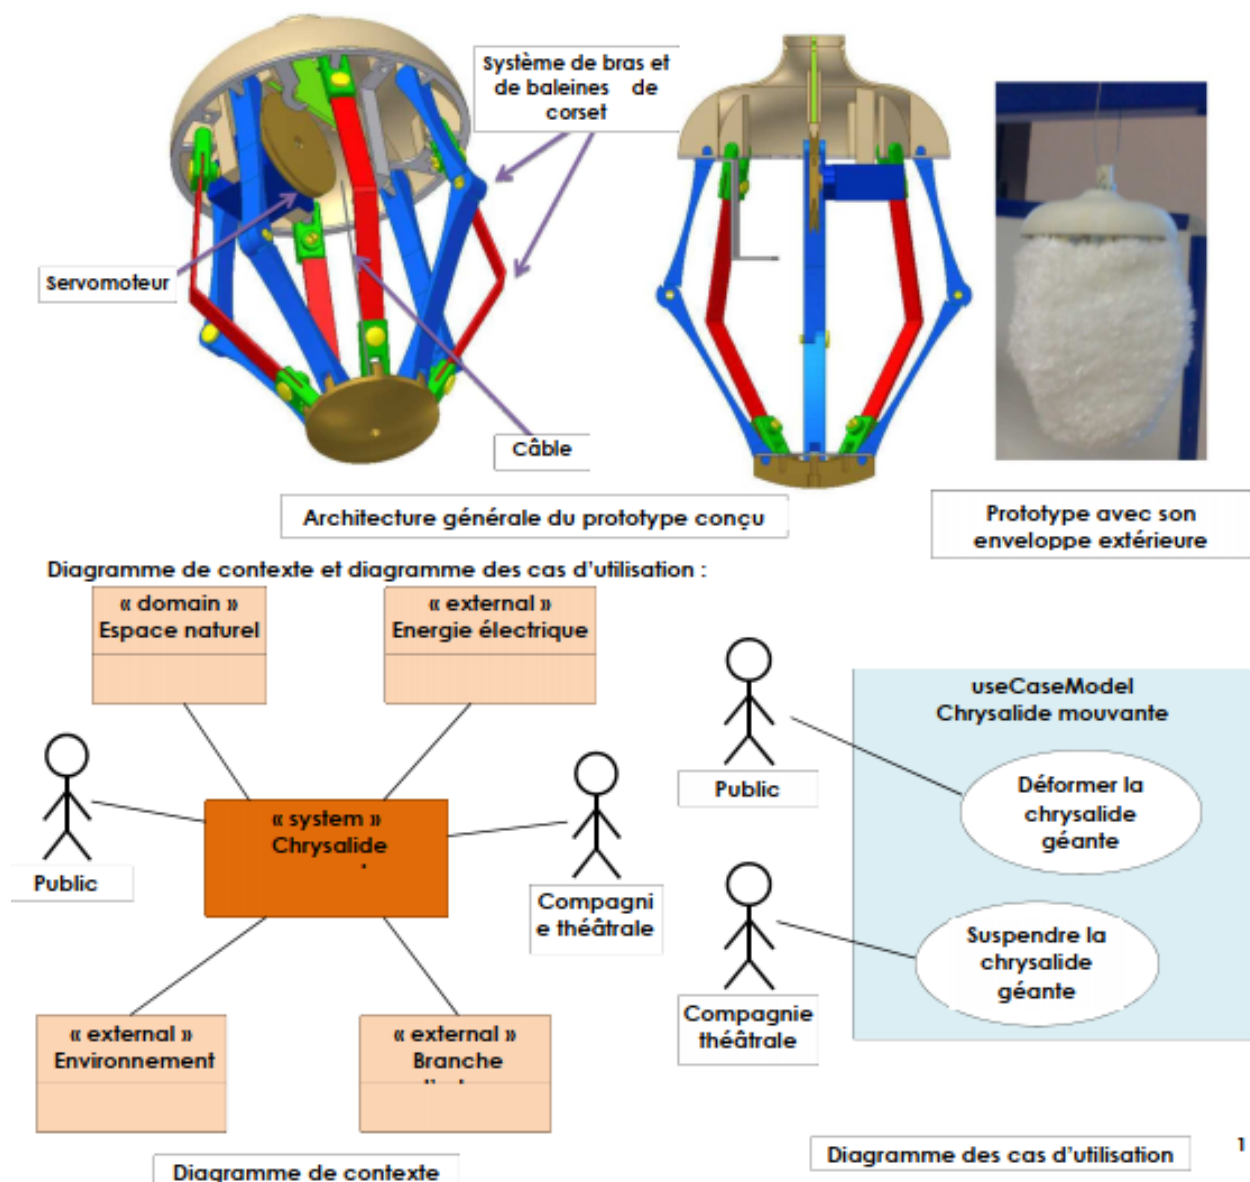 Système de bras et
de baleines de
corset
Servomoteur
Câble
Architecture générale du prototype conçu
Prototype avec son
enveloppe extérieure
Diagramme de contexte et diagramme des cas d'utilisation :
« domain »
Espace naturel
« external »
Energie électrique
Public
« system »
Chrysalide
Compagni
e théâtrale
« external »
Environnement
« external »
Branche
Diagramme de contexte
Public
Compagnie
théâtrale
useCaseModel
Chrysalide mouvante
Déformer la
chrysalide
géante
Suspendre la
chrysalide
géante
Diagramme des cas d'utilisation
1